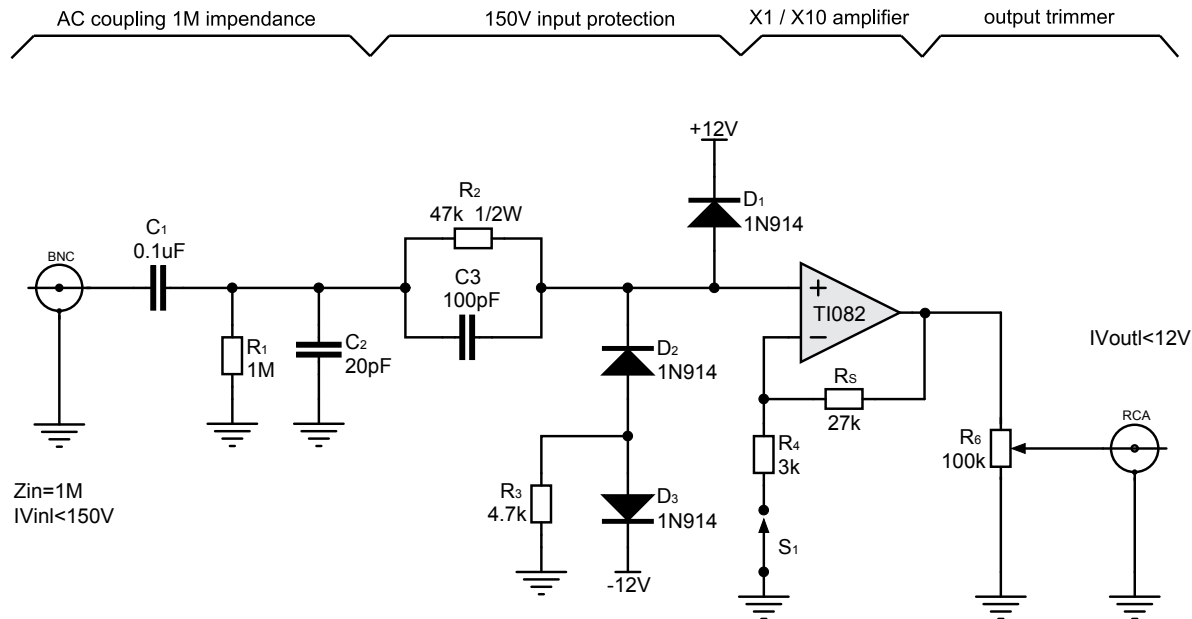 AC coupling 1M impendance
150V input protection
X1 / X10 amplifier
output trimmer
+12V
R2
47k 1/2W
D1
1N914
C1
0.1uF
BNC
C3
100pF
+
TI082
−
R1
1M
C2
20pF
D2
1N914
IVoutI<12V
RS
27k
RCA
R4
3k
R6
100k
Zin=1M
IVinI<150V
R3
4.7k
D3
1N914
S1
-12V